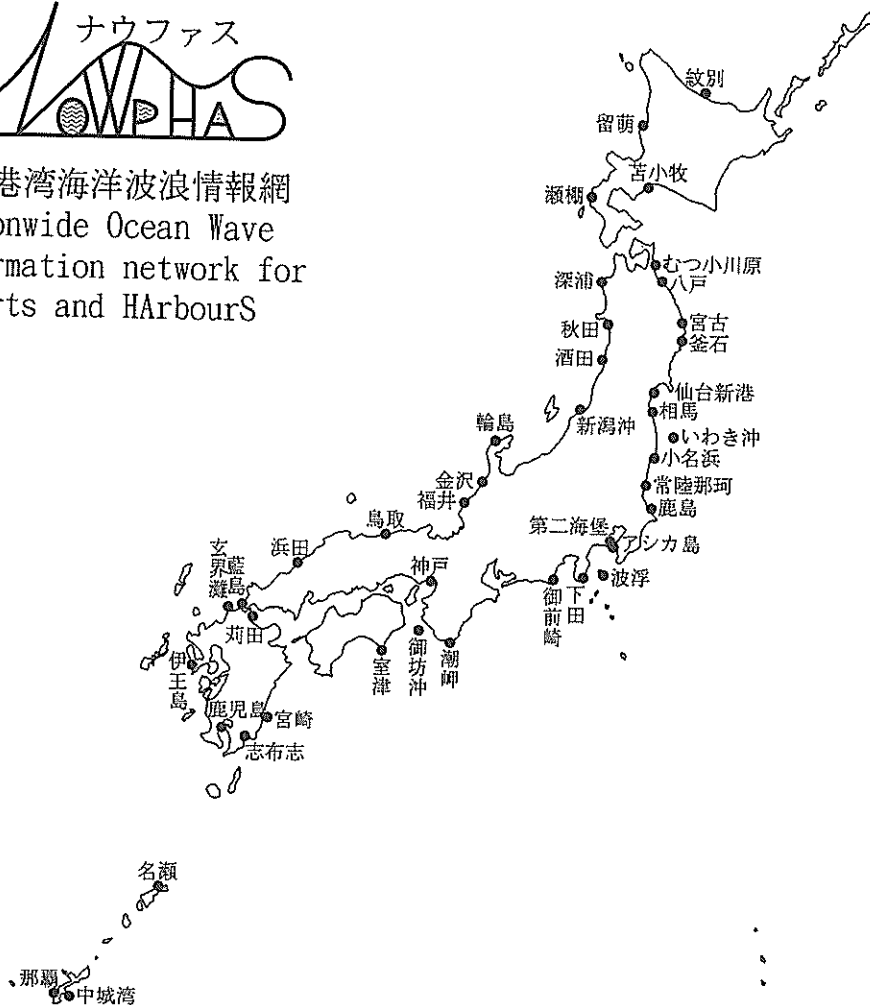 ナウファス
NOWPHAS
港湾海洋波浪情報網
onwide Ocean Wave
rmation network for
rts and HArbourS
紋別
留萌
苫小牧
瀬棚
むつ小川原
八戸
深浦
宮古
秋田
釜石
酒田
仙台新港
相馬
新潟沖
輪島
いわき沖
小名浜
金沢
常陸那珂
福井
鹿島
鳥取
第二海堡
アシカ島
浜田
玄界灘
藍島
神戸
波浮
下田
御前崎
苅田
室津
御坊沖
潮岬
伊王島
鹿児島
宮崎
志布志
名瀬
那覇
中城湾